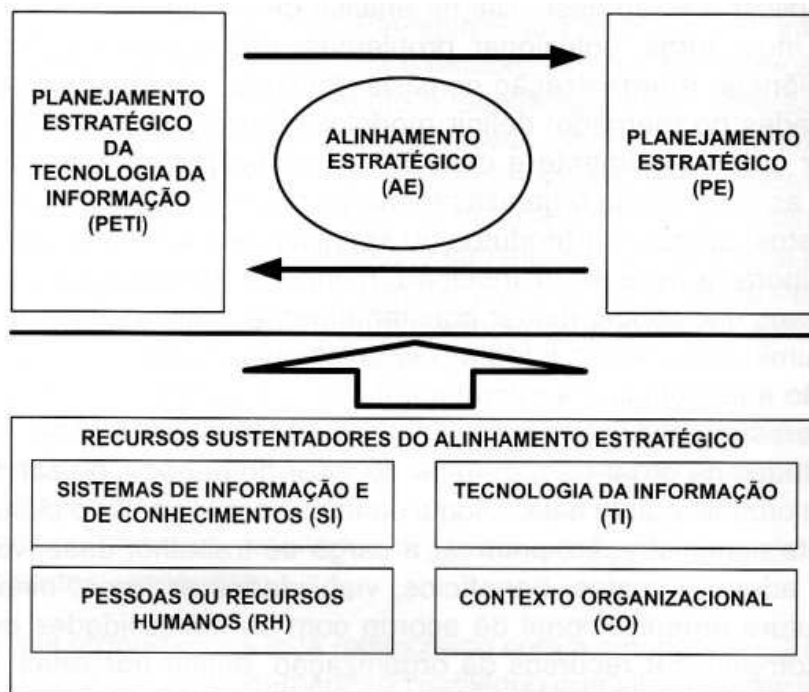 PLANEJAMENTO
ESTRATÉGICO
DA
TECNOLOGIA DA
INFORMAÇÃO
(PETI)
ALINHAMENTO
ESTRATÉGICO
(AE)
PLANEJAMENTO
ESTRATÉGICO
(PE)
RECURSOS SUSTENTADORES DO ALINHAMENTO ESTRATÉGICO
SISTEMAS DE INFORMAÇÃO E
DE CONHECIMENTOS (SI)
TECNOLOGIA DA INFORMAÇÃO
(TI)
PESSOAS OU RECURSOS
HUMANOS (RH)
CONTEXTO ORGANIZACIONAL
(CO)